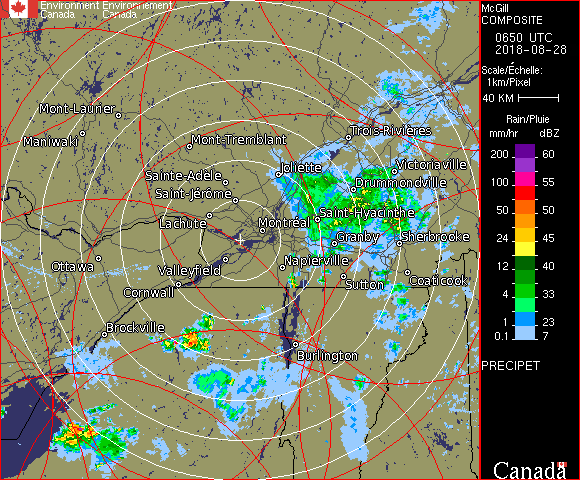 Environment Environnement
Canada Canada
McGill
COMPOSITE
0650 UTC
2018-08-28
Scale/Échelle:
1km/Pixel
40 KM
Rain/Pluie
mm/hr dBZ
200 60
100 55
50 50
24 45
12 40
4 33
1 23
0.1 7
PRECIPET
Canada
Mont-Laurier
Maniwaki
Mont-Tremblant
Trois-Rivières
Joliette
Victoriaville
Sainte-Adèle
Drummondville
Saint-Jérôme
Saint-Hyacinthe
Lachute
Montréal
Granby
Sherbrooke
Ottawa
Valleyfield
Napierville
Cornwall
Sutton
Coaticook
Brockville
Burlington